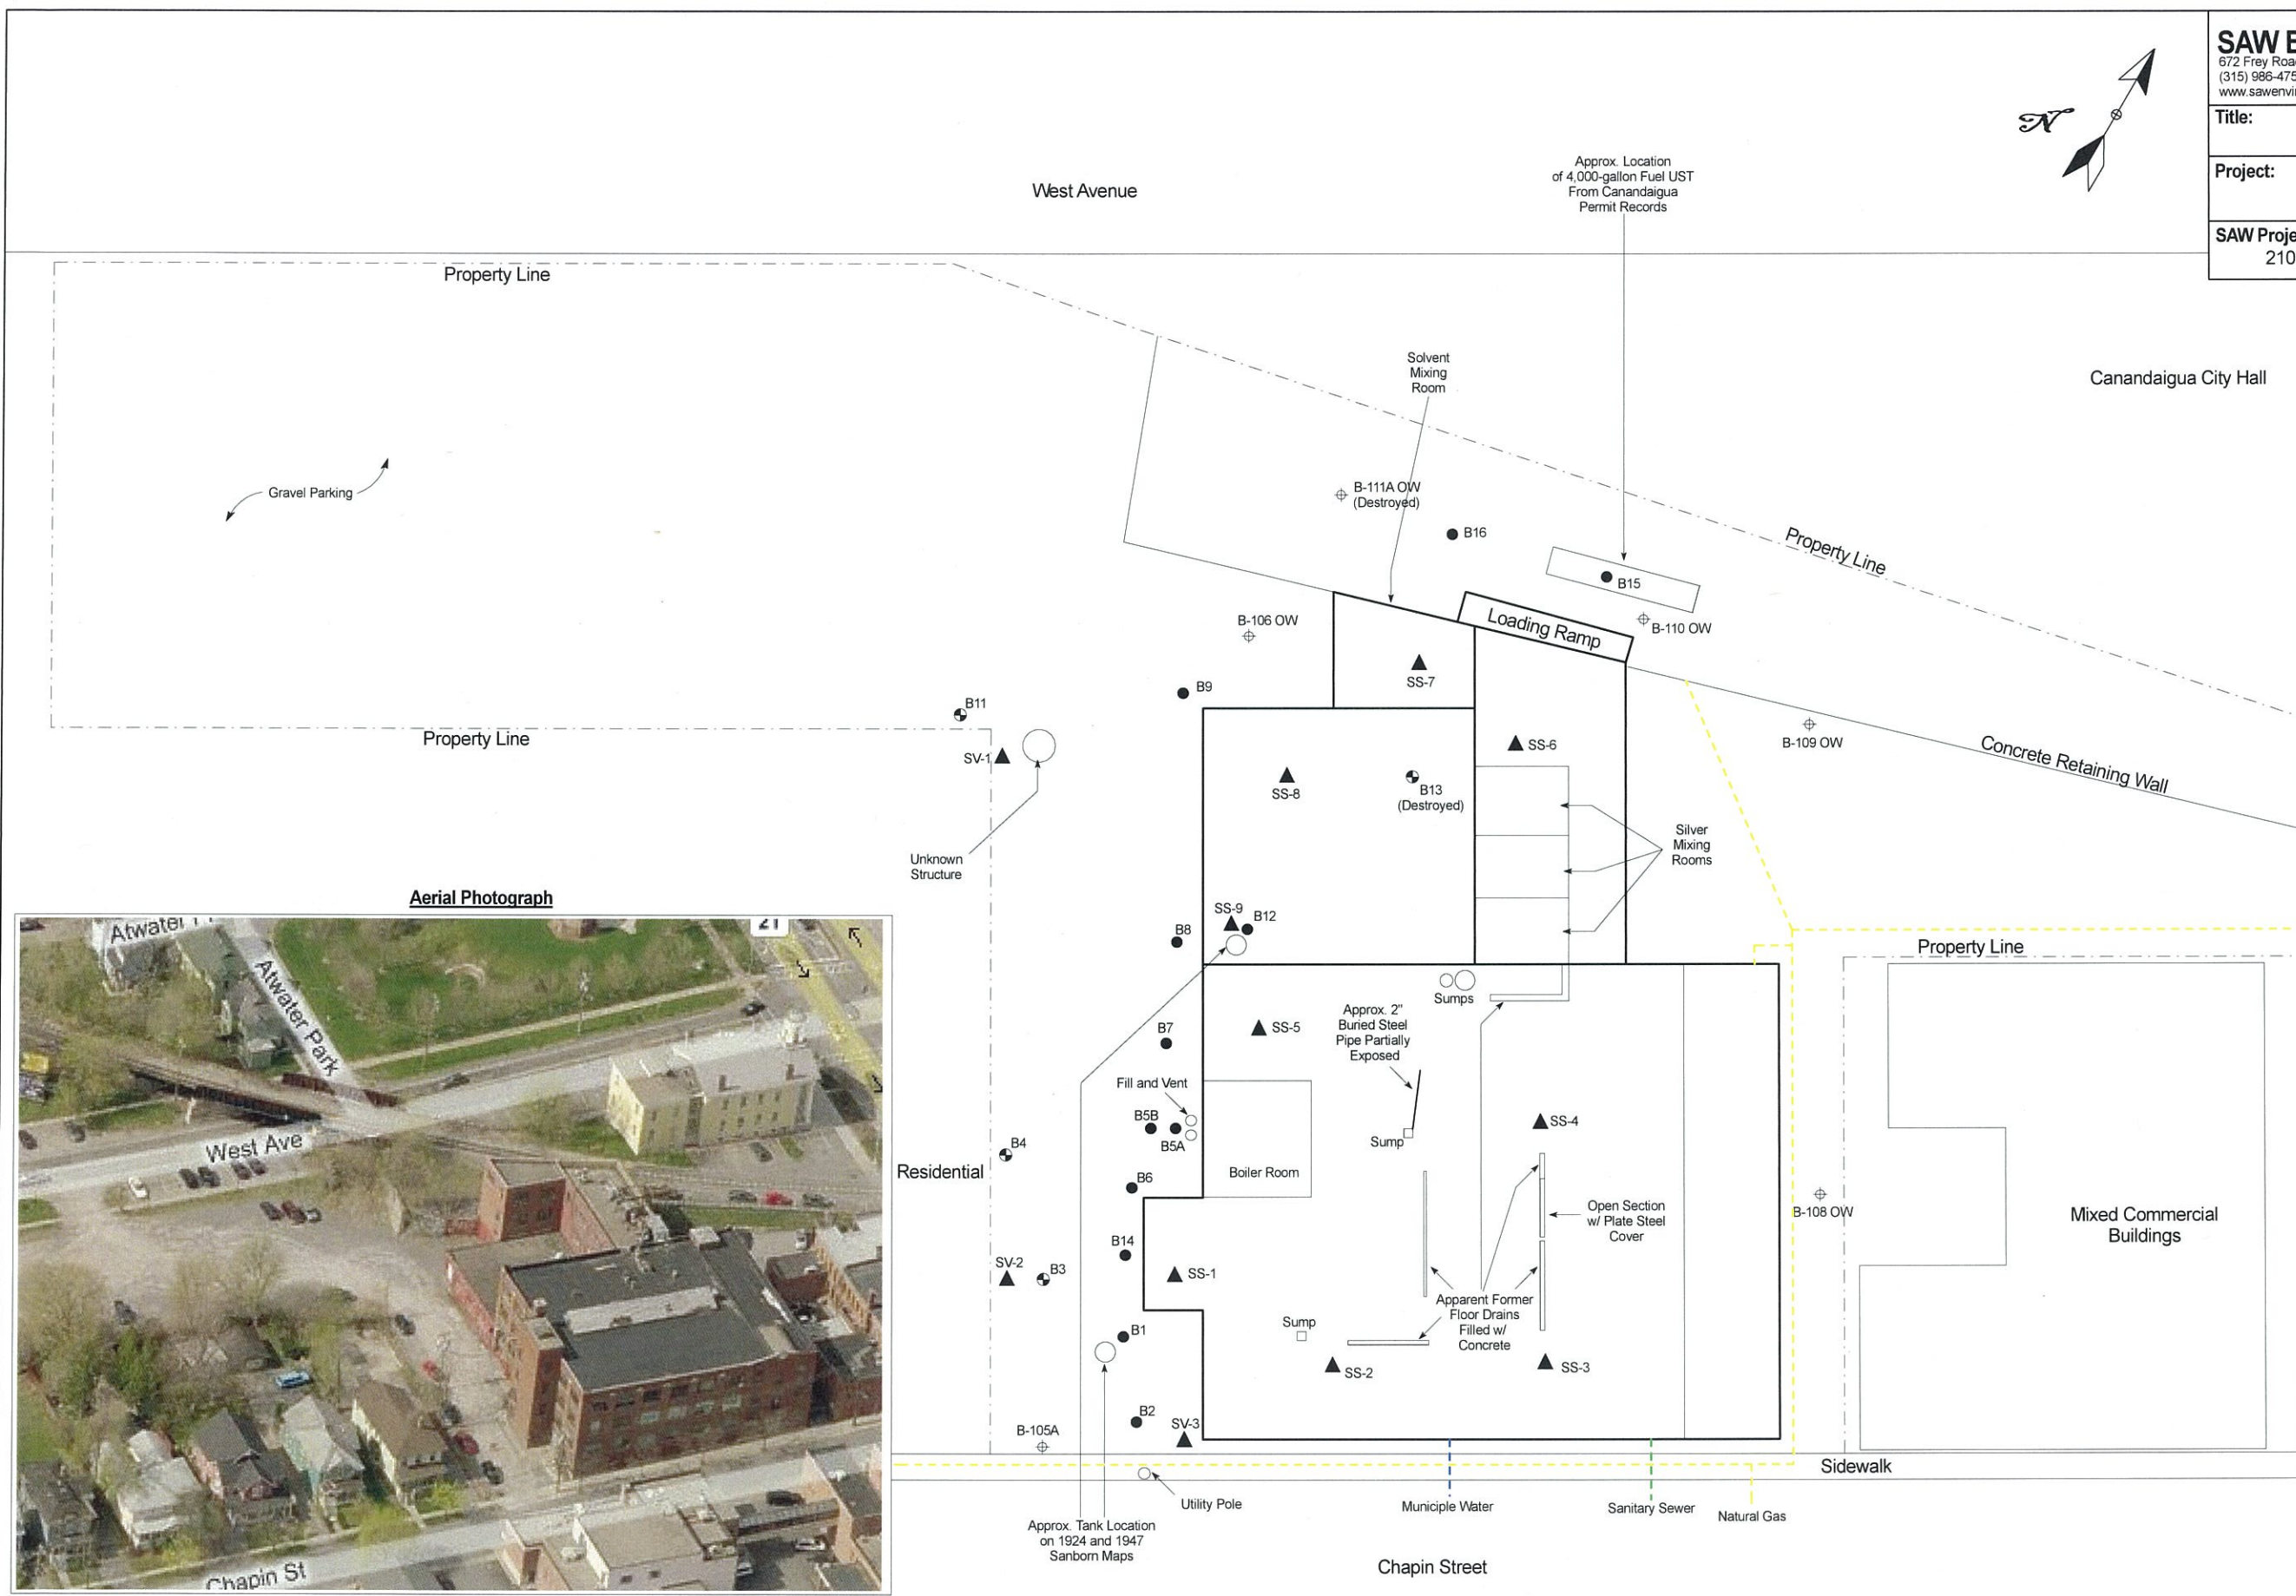 SAW E
672 Frey Roa
(315) 986-475
www.sawenvi
Title:
Project:
SAW Proje
210
N
West Avenue
Approx. Location
of 4,000-gallon Fuel UST
From Canandaigua
Permit Records
Property Line
Canandaigua City Hall
Solvent
Mixing
Room
Gravel Parking
B-111A OW
(Destroyed)
B16
Property Line
B15
B-110 OW
Loading Ramp
B-106 OW
SS-7
B9
B11
Property Line
SV-1
SS-6
B-109 OW
Concrete Retaining Wall
SS-8
B13
(Destroyed)
Silver
Mixing
Rooms
Unknown
Structure
Aerial Photograph
SS-9
B12
B8
Property Line
Sumps
Approx. 2"
Buried Steel
Pipe Partially
Exposed
SS-5
B7
Fill and Vent
B5B
B5A
SS-4
Sump
B4
Residential
Boiler Room
B6
Open Section
w/ Plate Steel
Cover
B-108 OW
Mixed Commercial
Buildings
B14
SV-2
B3
SS-1
Apparent Former
Floor Drains
Filled w/
Concrete
Sump
B1
SS-2
SS-3
B2
SV-3
B-105A
Sidewalk
Utility Pole
Municiple Water
Sanitary Sewer
Natural Gas
Approx. Tank Location
on 1924 and 1947
Sanborn Maps
Chapin Street
Atwater
21
Atwater Park
West Ave
Chapin St